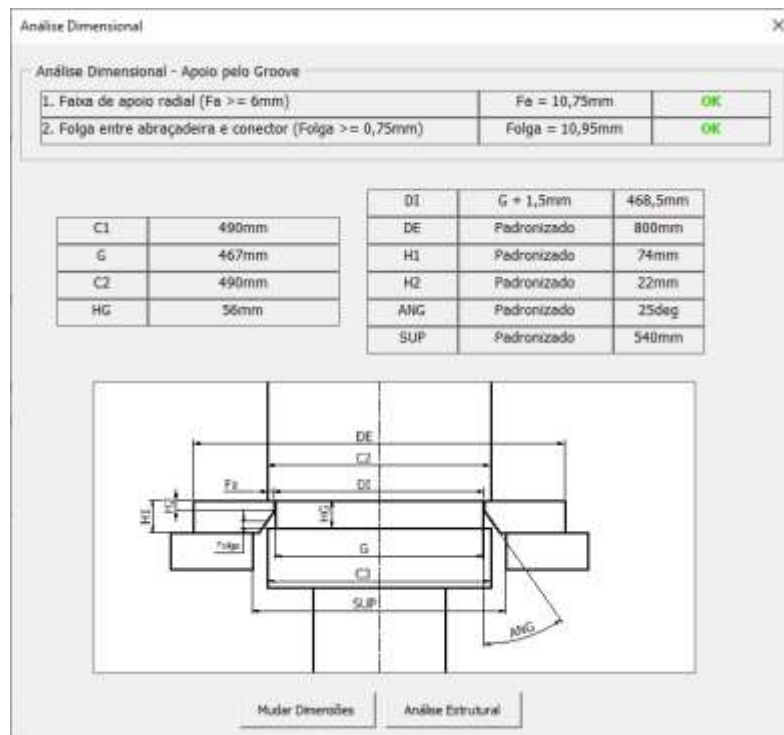 Análise Dimensional
Análise Dimensional - Apoio pelo Groove
1. Faixa de apoio radial (Fa >= 6mm) Fa = 10,75mm OK
2. Folga entre abraçadeira e conector (Folga >= 0,75mm) Folga = 10,95mm OK
C1 490mm
G 467mm
C2 490mm
HG 56mm
DI G + 1,5mm 468,5mm
DE Padronizado 800mm
H1 Padronizado 74mm
H2 Padronizado 22mm
ANG Padronizado 25deg
SUP Padronizado 540mm
DE
C2
Fa DI
H1 H2 HG
Folga
G
SUP
ANG
Mudar Dimensões Análise Estrutural